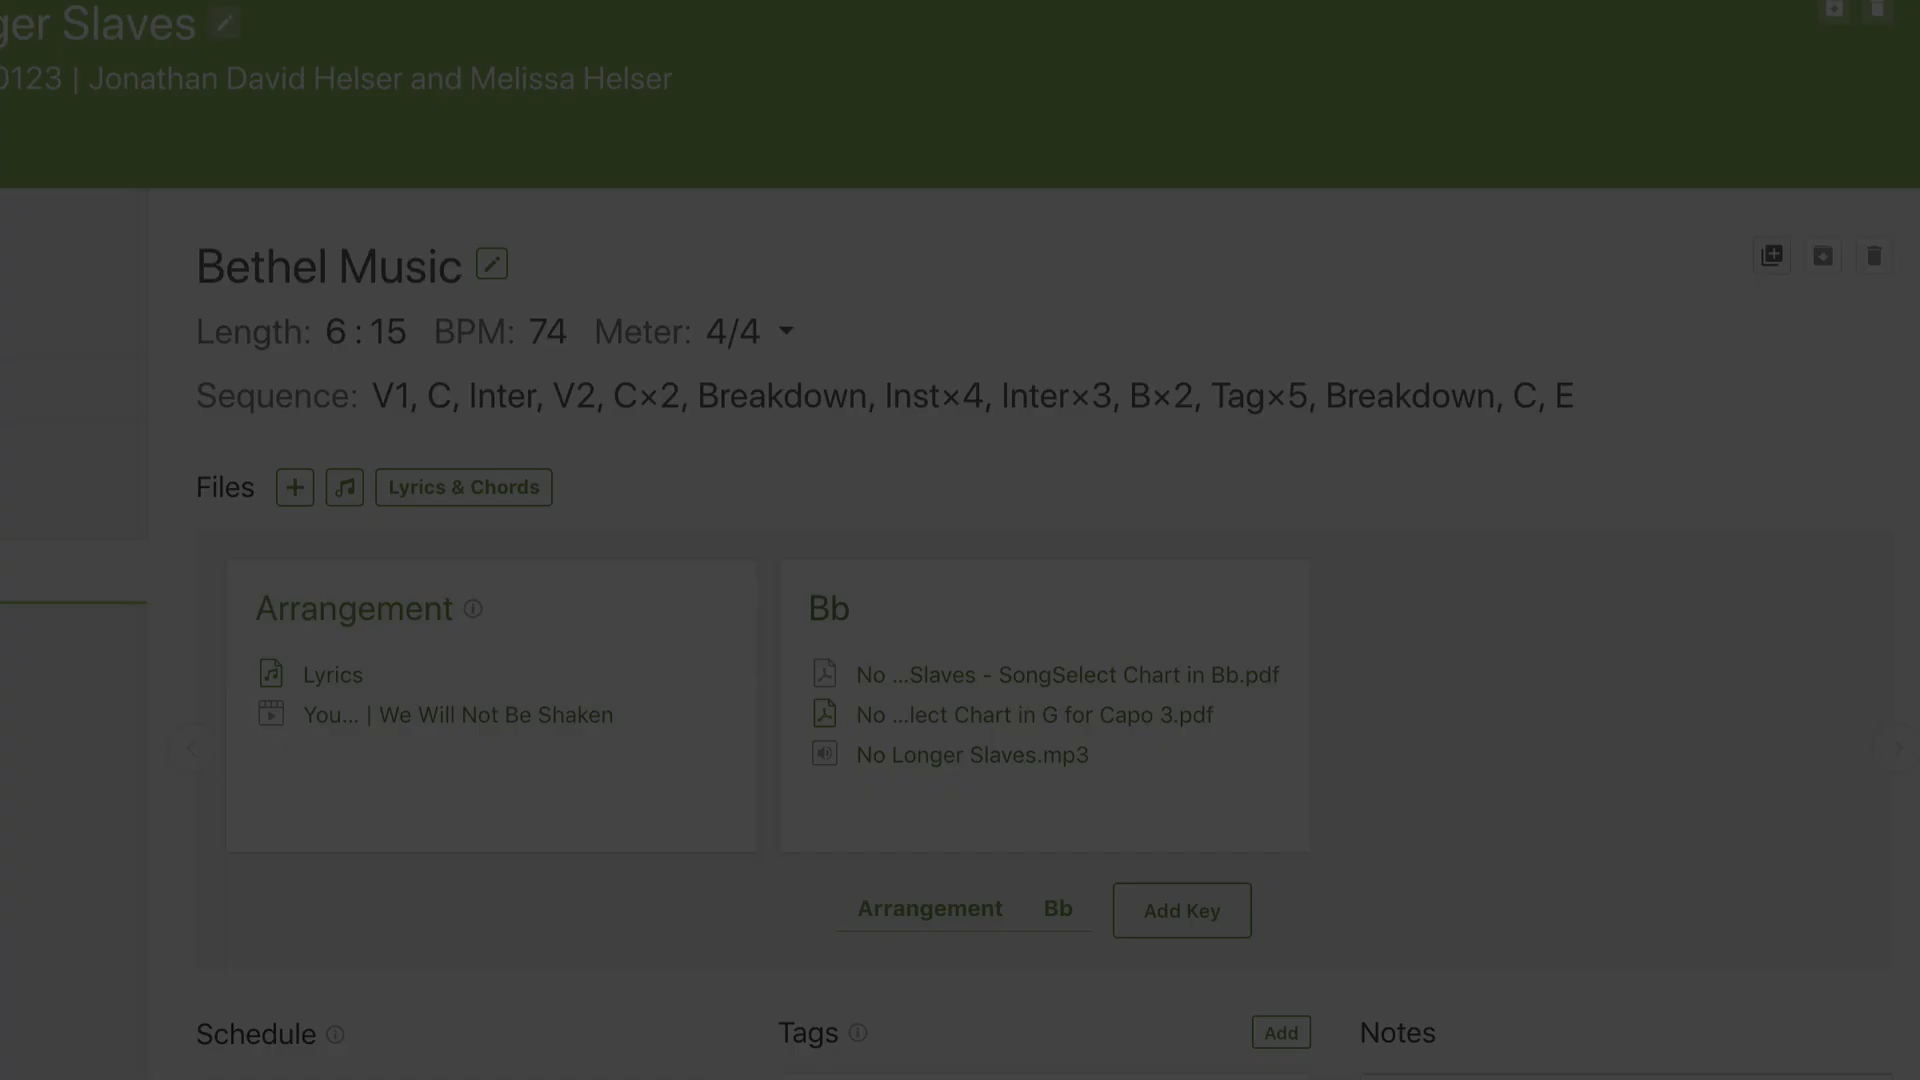 ger Slaves
0123 | Jonathan David Helser and Melissa Helser
Bethel Music
Length: 6 : 15 BPM: 74 Meter: 4/4
Sequence: V1, C, Inter, V2, C×2, Breakdown, Inst×4, Inter×3, B×2, Tag×5, Breakdown, C, E
Files + Lyrics & Chords
Arrangement
Lyrics
You... | We Will Not Be Shaken
Bb
No ...Slaves - SongSelect Chart in Bb.pdf
No ...lect Chart in G for Capo 3.pdf
No Longer Slaves.mp3
Arrangement Bb Add Key
Schedule
Tags Add
Notes